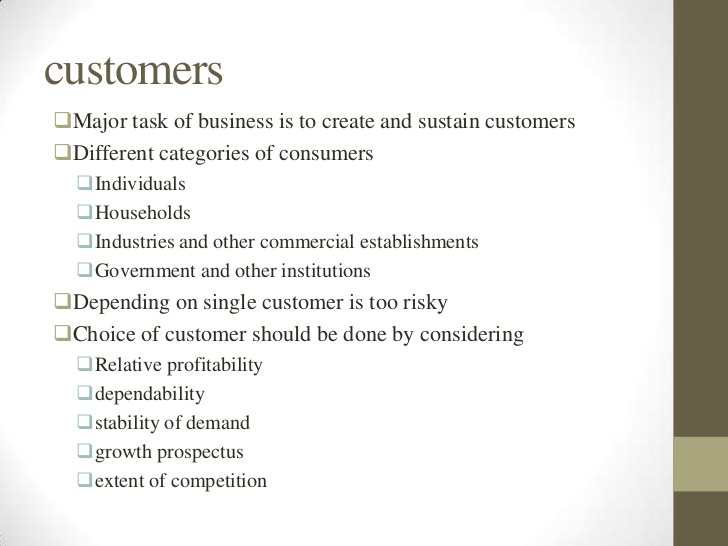 customers
Major task of business is to create and sustain customers
Different categories of consumers
Individuals
Households
Industries and other commercial establishments
Government and other institutions
Depending on single customer is too risky
Choice of customer should be done by considering
Relative profitability
dependability
stability of demand
growth prospectus
extent of competition